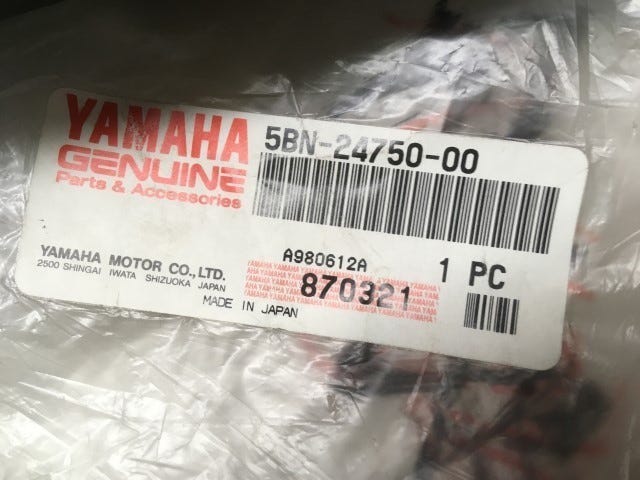 YAMAHA
GENUINE
Parts & Accessories
5BN-24750-00
YAMAHA MOTOR CO.,LTD.
2500 SHINGAI IWATA SHIZUOKA JAPAN
A980612A
1 PC
870321
MADE IN JAPAN